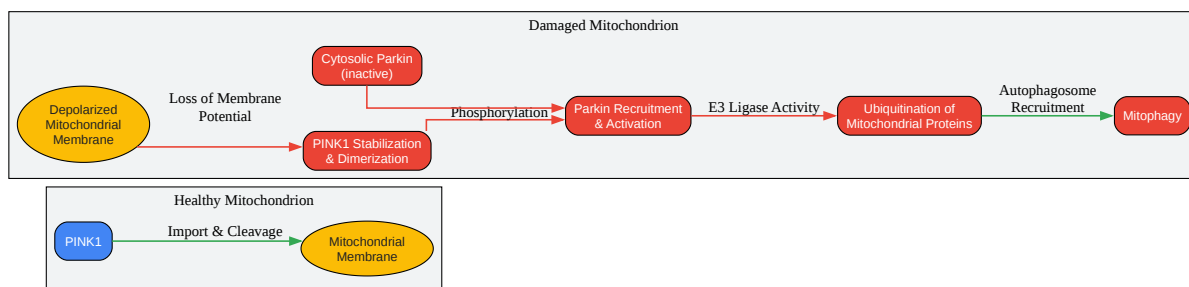 Damaged Mitochondrion
Cytosolic Parkin
(inactive)
Depolarized
Mitochondrial
Membrane
Loss of Membrane
Potential
PINK1 Stabilization
& Dimerization
Phosphorylation
Parkin Recruitment
& Activation
E3 Ligase Activity
Ubiquitination of
Mitochondrial Proteins
Autophagosome
Recruitment
Mitophagy
Healthy Mitochondrion
PINK1
Import & Cleavage
Mitochondrial
Membrane